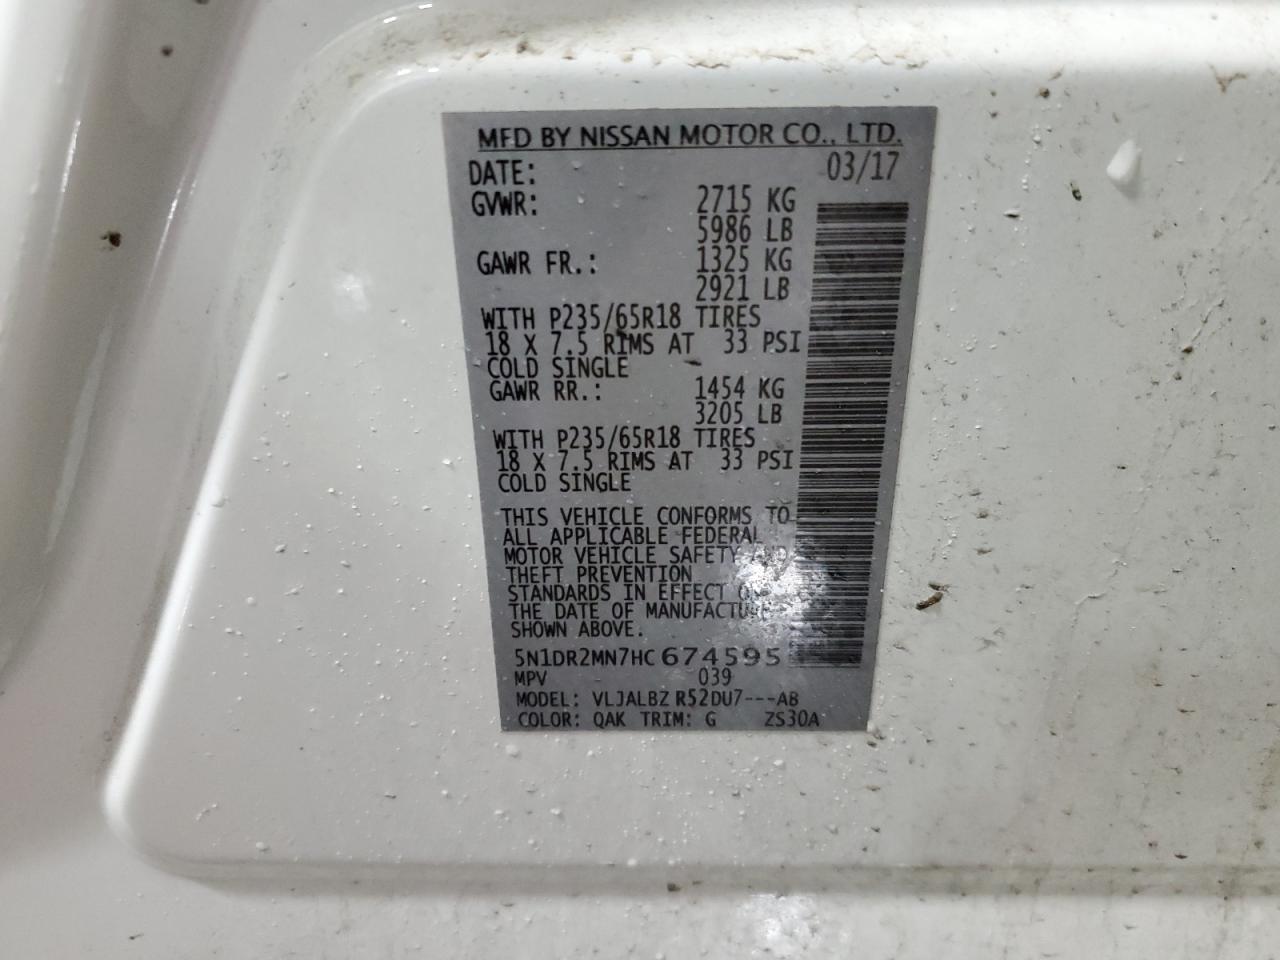 MFD BY NISSAN MOTOR CO., LTD.
DATE: 03/17
GVWR: 2715 KG
5986 LB
GAWR FR.: 1325 KG
2921 LB
WITH P235/65R18 TIRES
18 X 7.5 RIMS AT 33 PSI
COLD SINGLE
GAWR RR.: 1454 KG
3205 LB
WITH P235/65R18 TIRES
18 X 7.5 RIMS AT 33 PSI
COLD SINGLE
THIS VEHICLE CONFORMS TO
ALL APPLICABLE FEDERAL
MOTOR VEHICLE SAFETY AND
THEFT PREVENTION
STANDARDS IN EFFECT ON
THE DATE OF MANUFACTURE
SHOWN ABOVE.
5N1DR2MN7HC674595
MPV 039
MODEL: VLJALBZ R52DU7---AB
COLOR: QAK TRIM: G ZS30A